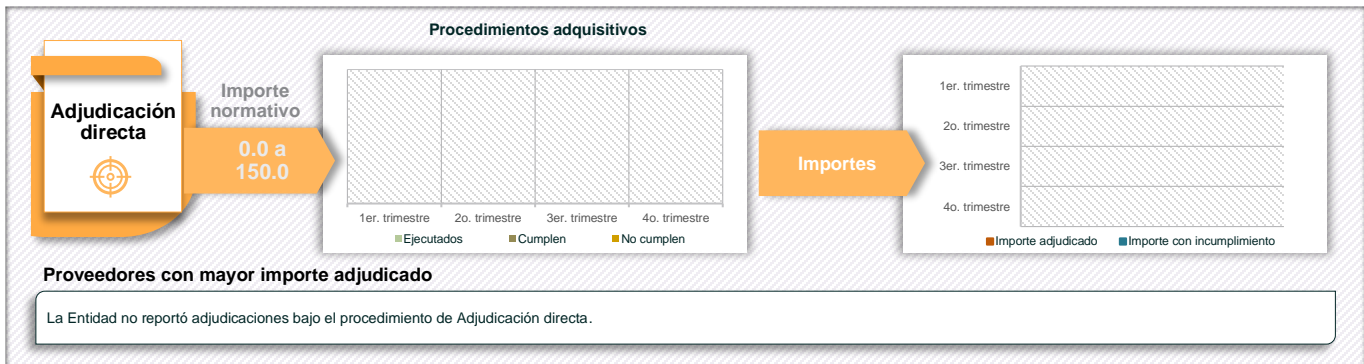 Procedimientos adquisitivos
Adjudicación
directa
Importe
normativo
0.0 a
150.0
1er. trimestre 2o. trimestre 3er. trimestre 4o. trimestre
Ejecutados Cumplen No cumplen
Importes
1er. trimestre
2o. trimestre
3er. trimestre
4o. trimestre
Importe adjudicado Importe con incumplimiento
Proveedores con mayor importe adjudicado
La Entidad no reportó adjudicaciones bajo el procedimiento de Adjudicación directa.